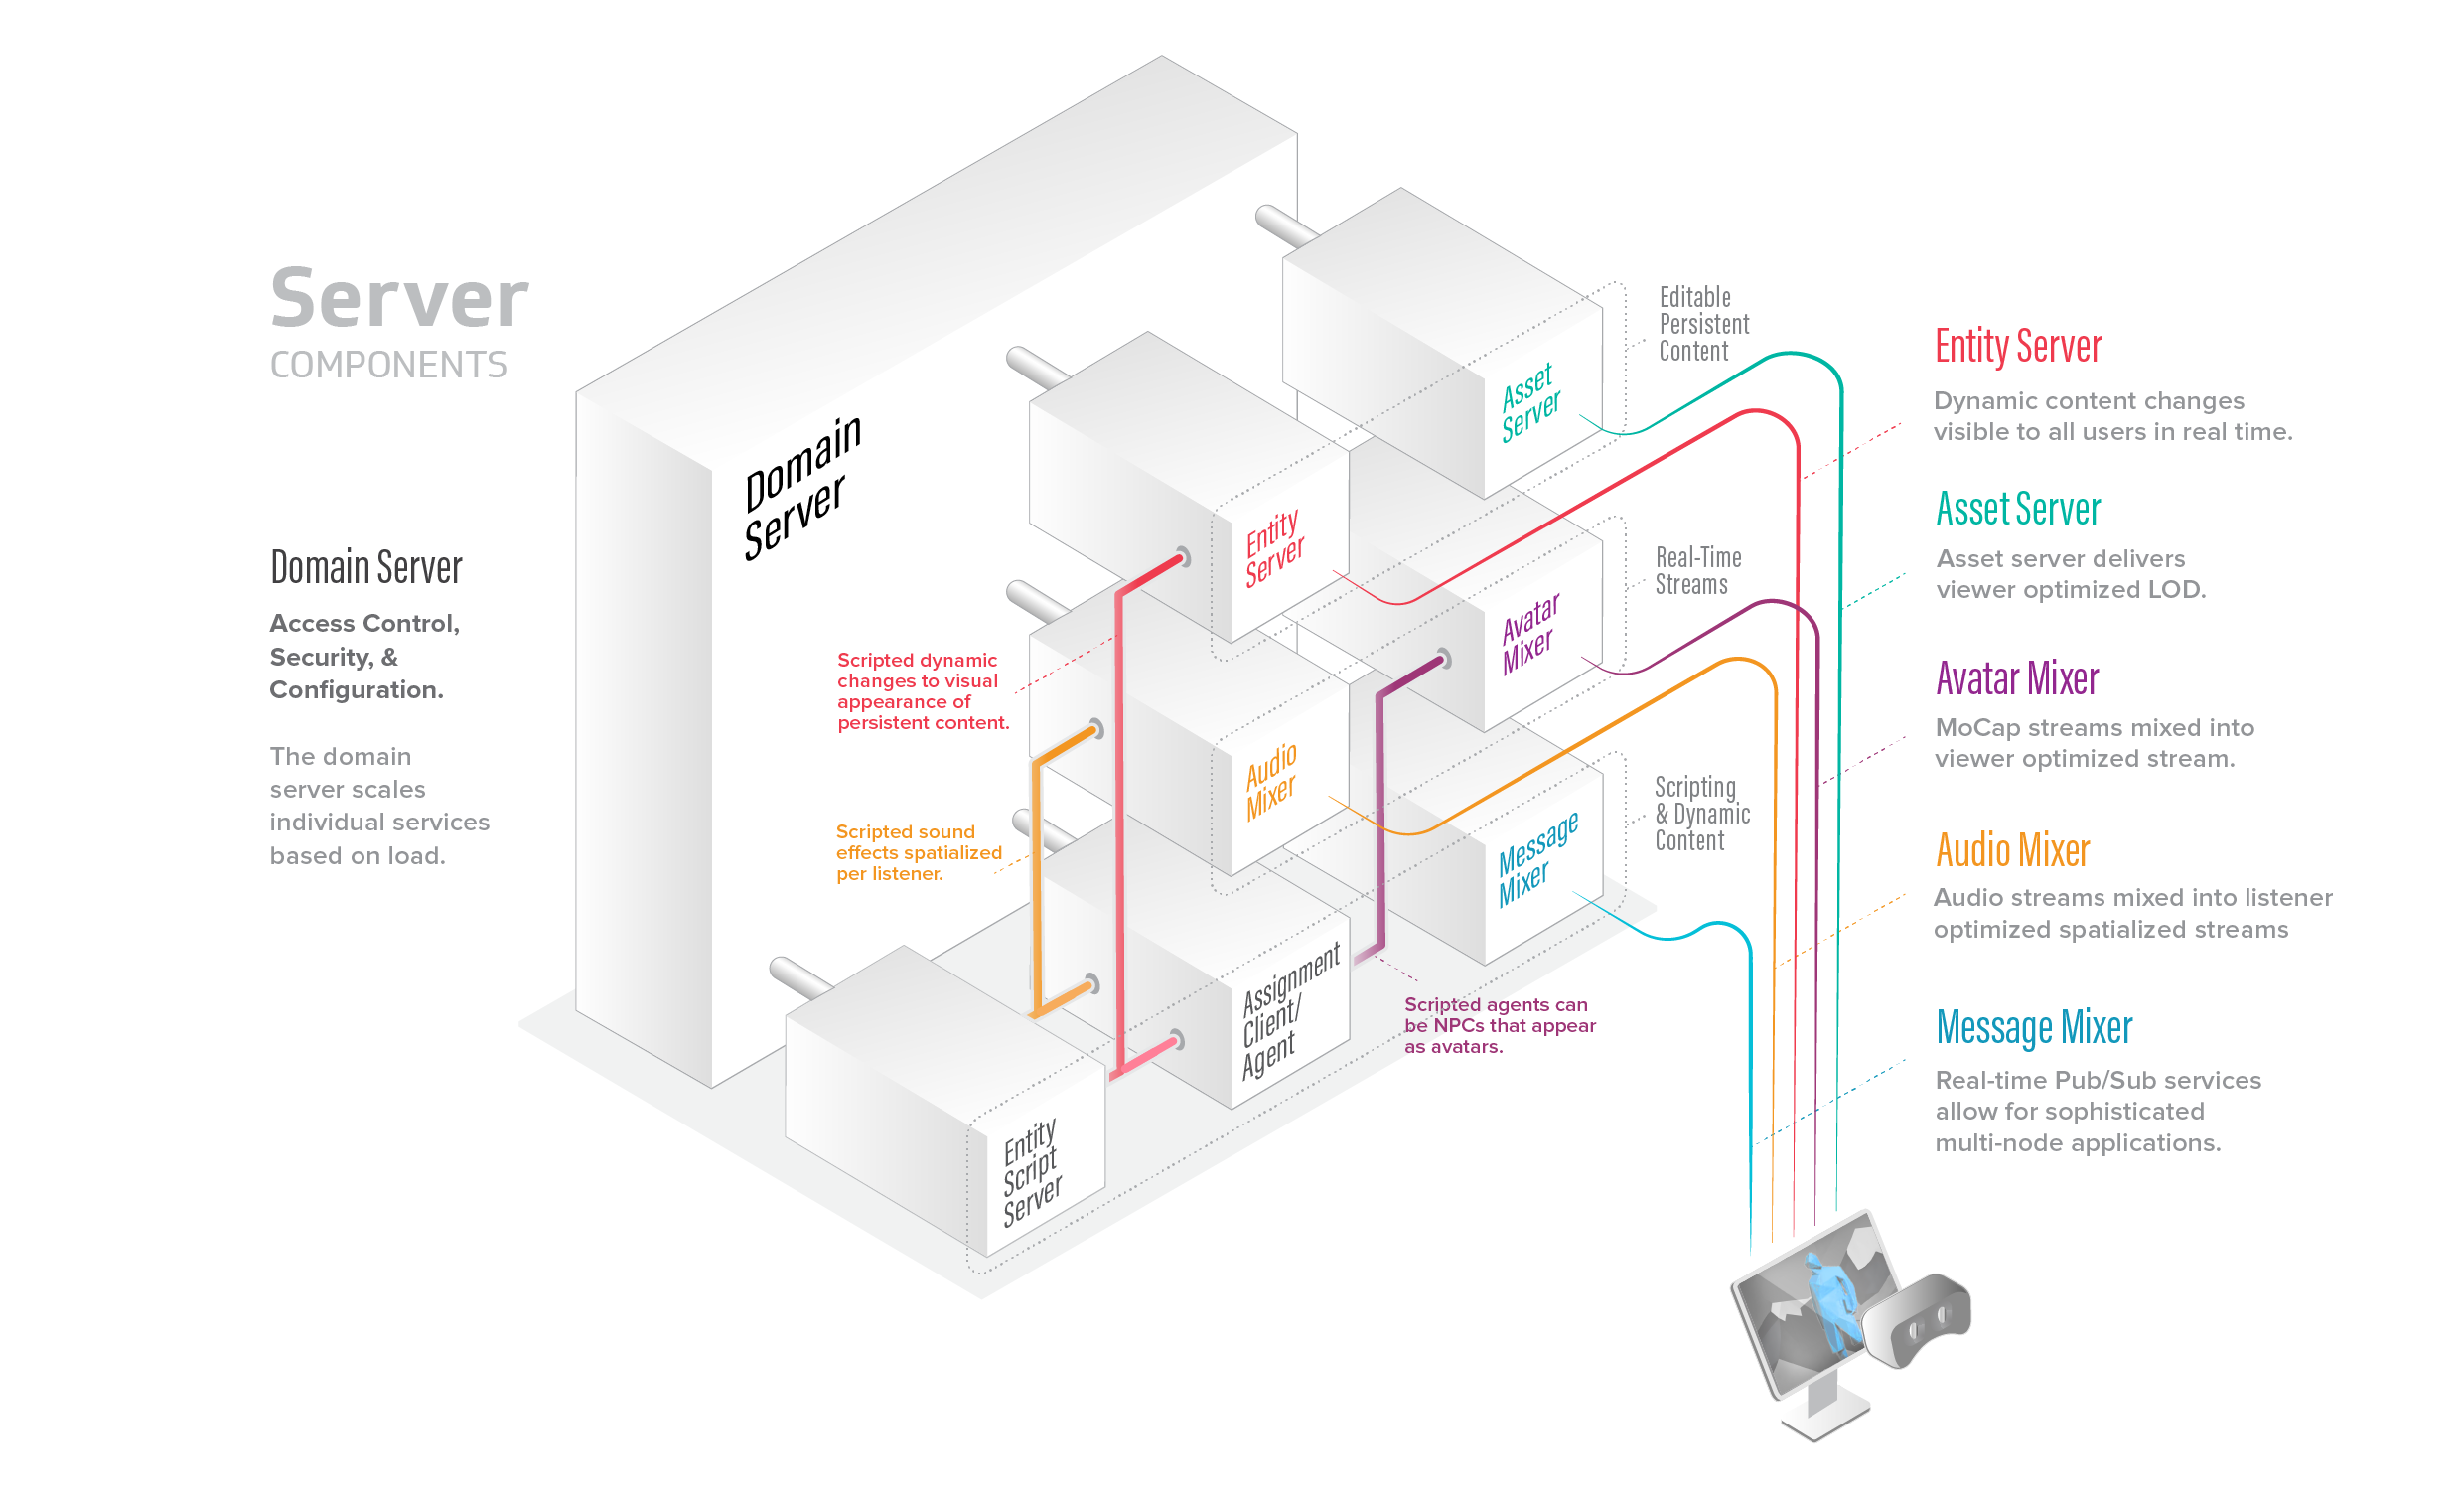 Server
COMPONENTS
Domain Server
Access Control,
Security, &
Configuration.
The domain
server scales
individual services
based on load.
Domain
Server
Scripted dynamic
changes to visual
appearance of
persistent content.
Scripted sound
effects spatialized
per listener.
Asset
Server
Entity
Server
Avatar
Mixer
Audio
Mixer
Message
Mixer
Assignment
Client/
Agent
Entity
Script
Server
Scripted agents can
be NPCs that appear
as avatars.
Editable
Persistent
Content
Real-Time
Streams
Scripting
& Dynamic
Content
Entity Server
Dynamic content changes
visible to all users in real time.
Asset Server
Asset server delivers
viewer optimized LOD.
Avatar Mixer
MoCap streams mixed into
viewer optimized stream.
Audio Mixer
Audio streams mixed into listener
optimized spatialized streams
Message Mixer
Real-time Pub/Sub services
allow for sophisticated
multi-node applications.